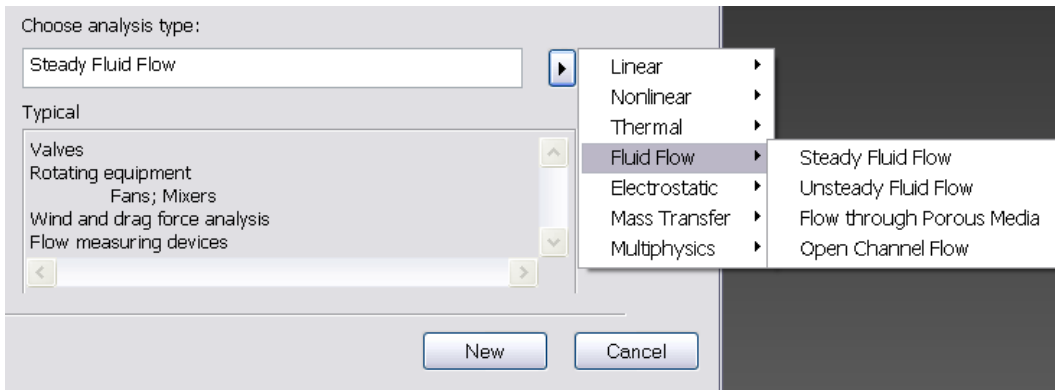 Choose analysis type:
Steady Fluid Flow
Typical
Valves
Rotating equipment
Fans; Mixers
Wind and drag force analysis
Flow measuring devices
New
Cancel
Linear
Nonlinear
Thermal
Fluid Flow
Electrostatic
Mass Transfer
Multiphysics
Steady Fluid Flow
Unsteady Fluid Flow
Flow through Porous Media
Open Channel Flow